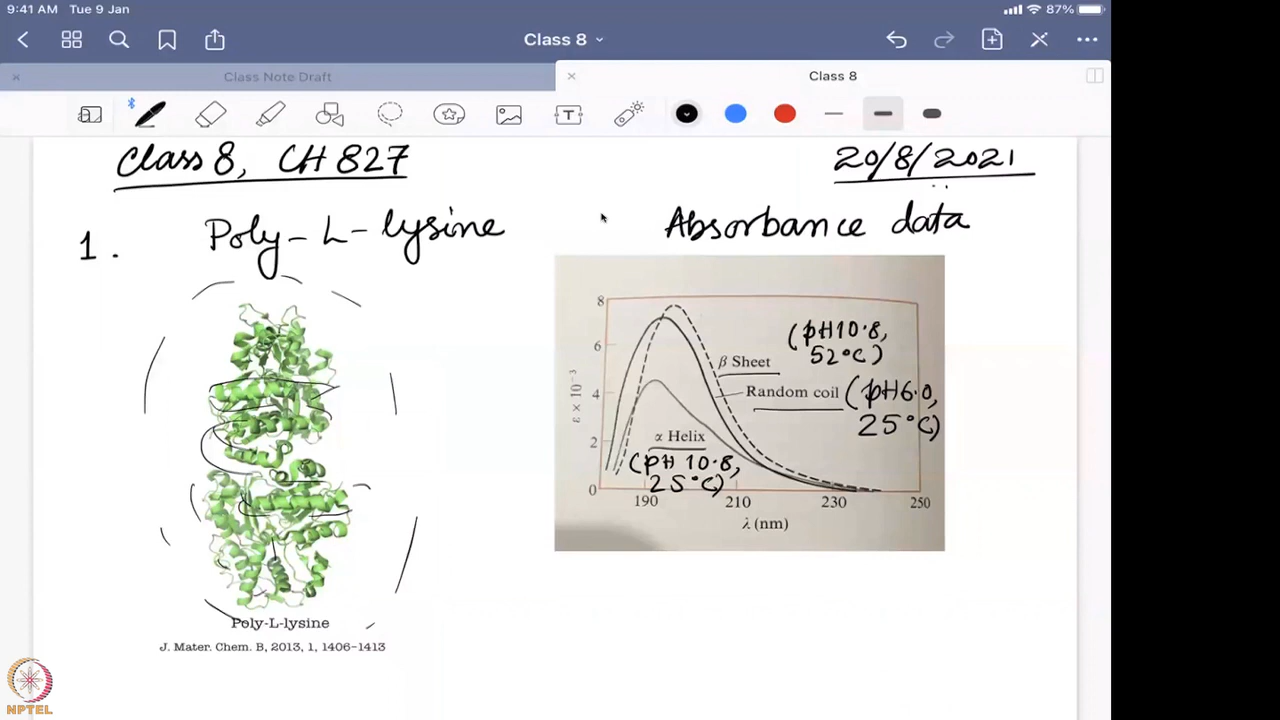 9:41 AM Tue 9 Jan
87%
Class 8
Class Note Draft
Class 8
T
Class 8, CH 827
20/8/2021
1. Poly-L-lysine
Absorbance data
8
6
4
2
0
ε × 10⁻³
β Sheet
(pH 10.8,
52°C)
Random coil
(pH 6.0,
25°C)
α Helix
(pH 10.8,
25°C)
190 210 230 250
λ (nm)
Poly-L-lysine
J. Mater. Chem. B, 2013, 1, 1406-1413
NPTEL